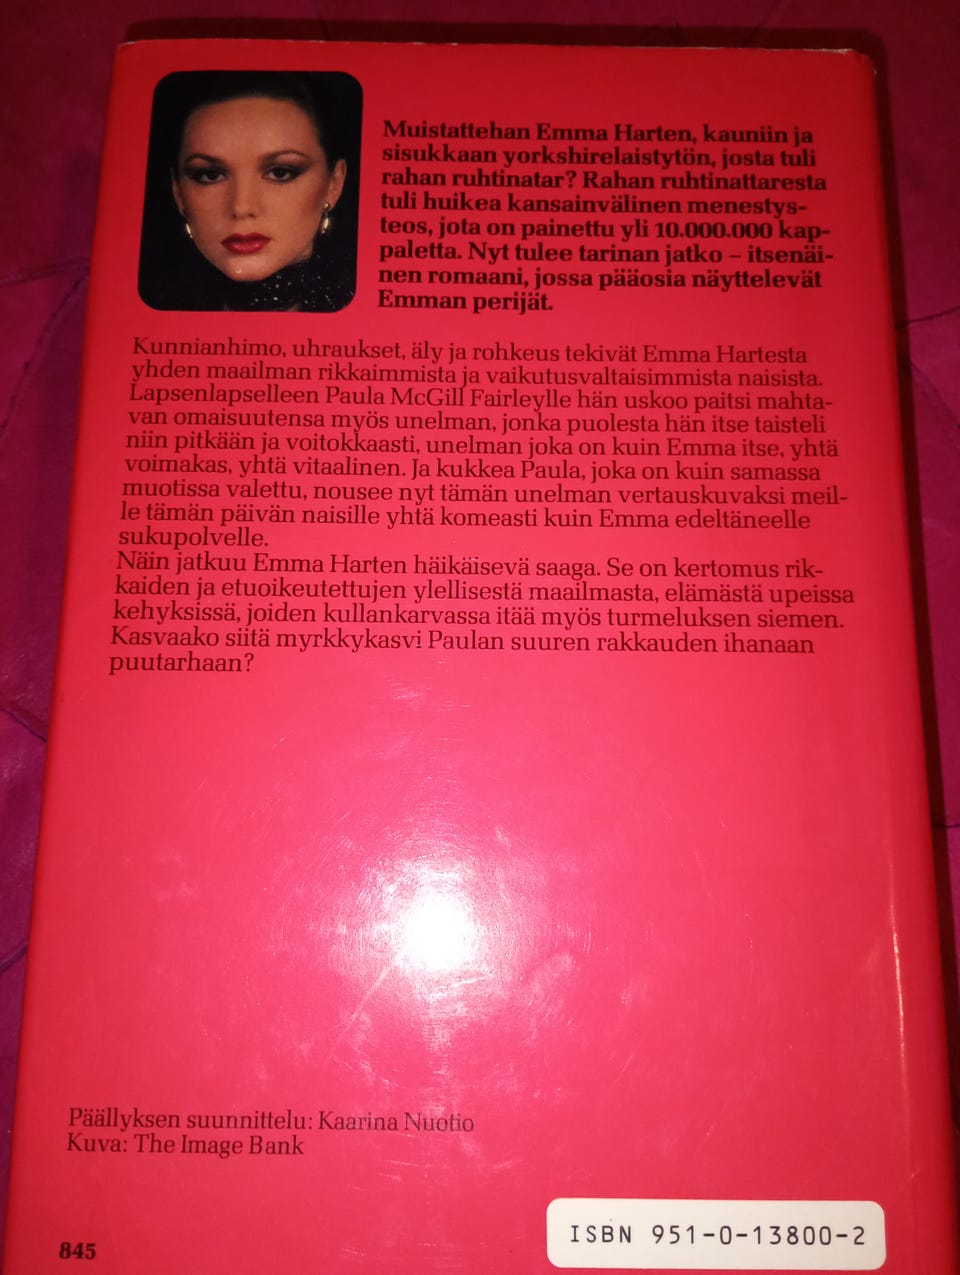 Muistattehan Emma Harten, kauniin ja
sisukkaan yorkshirelaistytön, josta tuli
rahan ruhtinatar? Rahan ruhtinattaresta
tuli huikea kansainvälinen menestys-
teos, jota on painettu yli 10.000.000 kap-
paletta. Nyt tulee tarinan jatko – itsenäi-
nen romaani, jossa pääosia näyttelevät
Emman perijät.
Kunnianhimo, uhraukset, äly ja rohkeus tekivät Emma Hartesta
yhden maailman rikkaimmista ja vaikutusvaltaisimmista naisista.
Lapsenlapselleen Paula McGill Fairleylle hän uskoo paitsi mahta-
van omaisuutensa myös unelman, jonka puolesta hän itse taisteli
niin pitkään ja voitokkaasti, unelman joka on kuin Emma itse, yhtä
voimakas, yhtä vitaalinen. Ja kukkea Paula, joka on kuin samassa
muotissa valettu, nousee nyt tämän unelman vertauskuvaksi meil-
le tämän päivän naisille yhtä komeasti kuin Emma edeltäneelle
sukupolvelle.
Näin jatkuu Emma Harten häikäisevä saaga. Se on kertomus rik-
kaiden ja etuoikeutettujen ylellisestä maailmasta, elämästä upeissa
kehyksissä, joiden kullankarvassa itää myös turmeluksen siemen.
Kasvaako siitä myrkkykasvi Paulan suuren rakkauden ihanaan
puutarhaan?
Päällyksen suunnittelu: Kaarina Nuotio
Kuva: The Image Bank
845
ISBN 951-0-13800-2